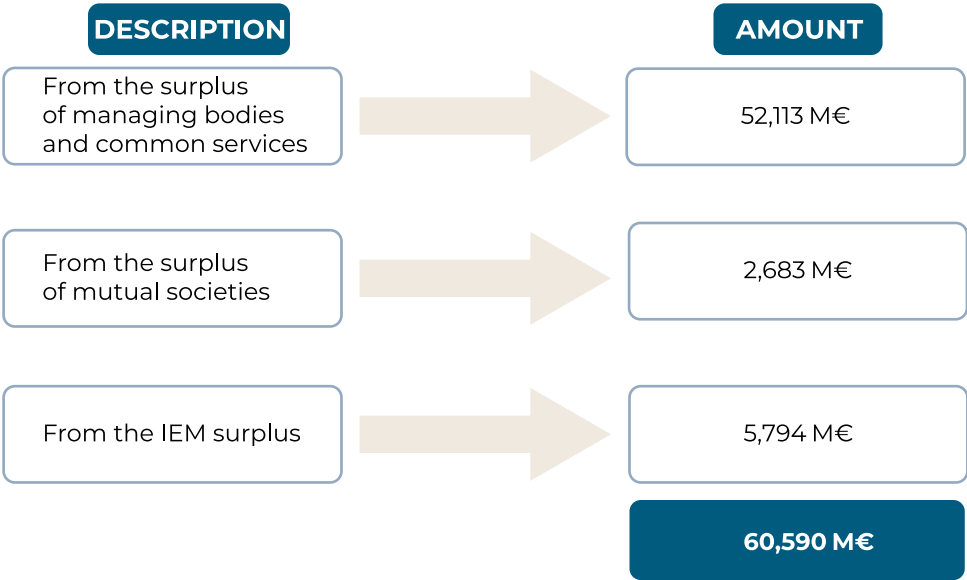 DESCRIPTION
AMOUNT
From the surplus
of managing bodies
and common services
52,113 M€
From the surplus
of mutual societies
2,683 M€
From the IEM surplus
5,794 M€
60,590 M€